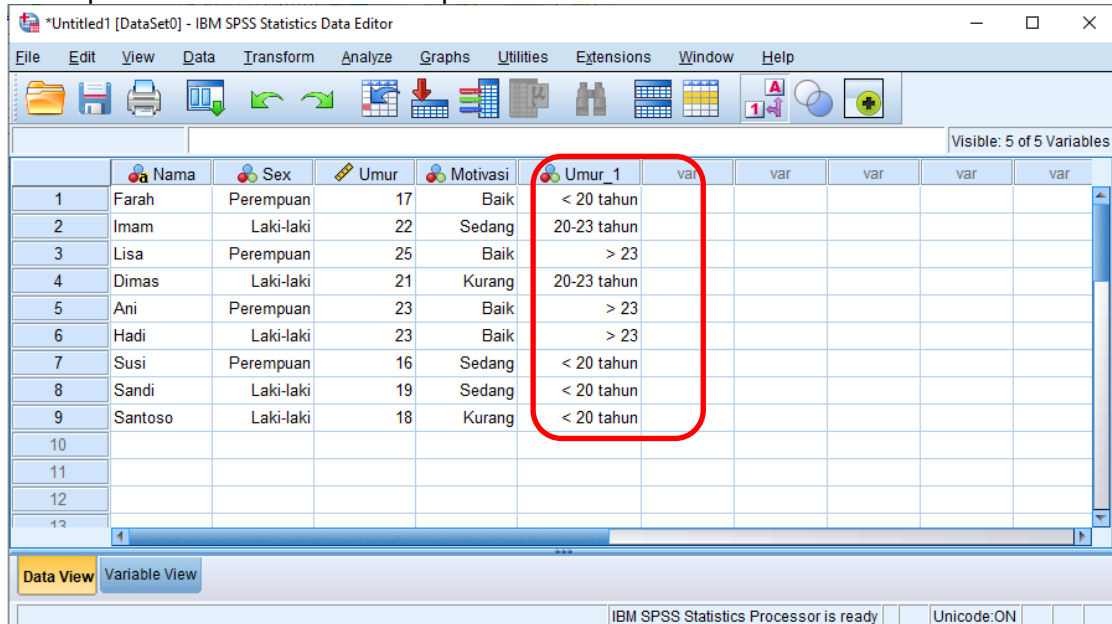 *Untitled1 [DataSet0] - IBM SPSS Statistics Data Editor
File Edit View Data Transform Analyze Graphs Utilities Extensions Window Help
Visible: 5 of 5 Variables
Nama Sex Umur Motivasi Umur_1 var var var var var
1 Farah Perempuan 17 Baik < 20 tahun
2 Imam Laki-laki 22 Sedang 20-23 tahun
3 Lisa Perempuan 25 Baik > 23
4 Dimas Laki-laki 21 Kurang 20-23 tahun
5 Ani Perempuan 23 Baik > 23
6 Hadi Laki-laki 23 Baik > 23
7 Susi Perempuan 16 Sedang < 20 tahun
8 Sandi Laki-laki 19 Sedang < 20 tahun
9 Santoso Laki-laki 18 Kurang < 20 tahun
10
11
12
13
Data View Variable View
IBM SPSS Statistics Processor is ready Unicode:ON